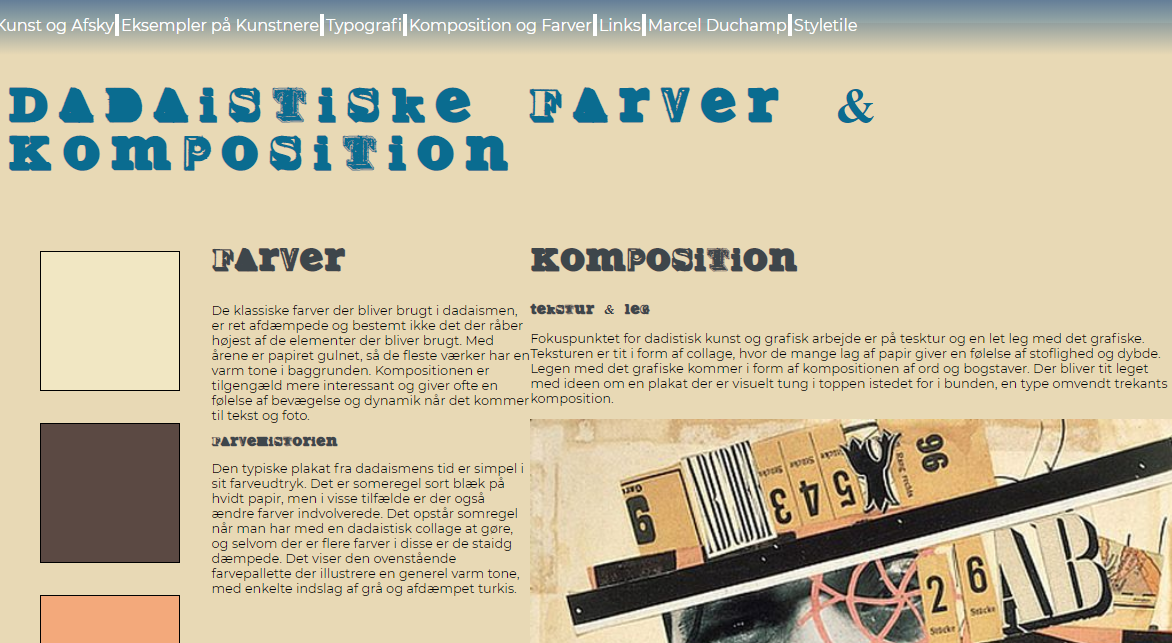 Kunst og Afsky Eksempler på Kunstnere Typografi Komposition og Farver Links Marcel Duchamp Styletile
DADAiSTiSke FArVer &
KomPoSiTion
FArVer
De klassiske farver der bliver brugt i dadaismen,
er ret afdæmpede og bestemt ikke det der råber
højest af de elementer der bliver brugt. Med
årene er papiret gulnet, så de fleste værker har en
varm tone i baggrunden. Kompositionen er
tilgengæld mere interessant og giver ofte en
følelse af bevægelse og dynamik når det kommer
til tekst og foto.
FArveHiSTorien
Den typiske plakat fra dadaismens tid er simpel i
sit farveudtryk. Det er someregel sort blæk på
hvidt papir, men i visse tilfælde er der også
ændre farver indvolverede. Det opstår somregel
når man har med en dadaistisk collage at gøre,
og selvom der er flere farver i disse er de staidg
dæmpede. Det viser den ovenstående
farvepallette der illustrere en generel varm tone,
med enkelte indslag af grå og afdæmpet turkis.
KomPoSiTion
tekSTur & leg
Fokuspunktet for dadistisk kunst og grafisk arbejde er på tesktur og en let leg med det grafiske.
Teksturen er tit i form af collage, hvor de mange lag af papir giver en følelse af stoflighed og dybde.
Legen med det grafiske kommer i form af kompositionen af ord og bogstaver. Der bliver tit leget
med ideen om en plakat der er visuelt tung i toppen istedet for i bunden, en type omvendt trekants
komposition.
9 Stücke Stücke 3 4 5 96
2 6 AB
Stücke Stücke